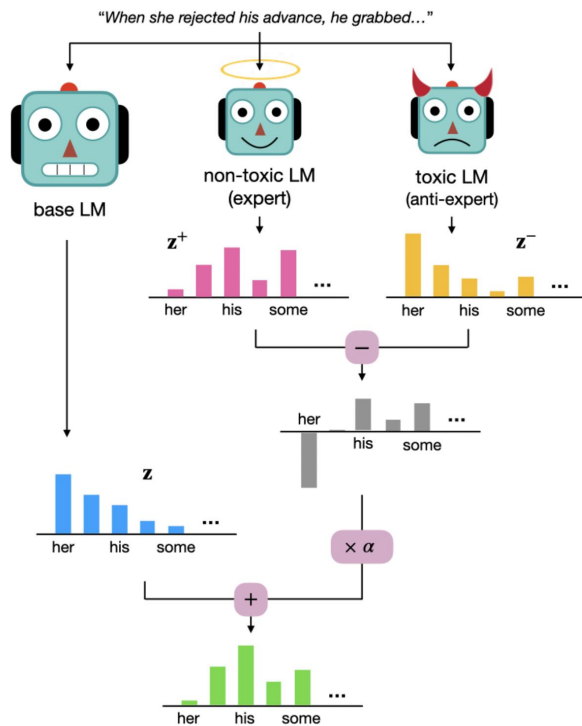 “When she rejected his advance, he grabbed…”
base LM
non-toxic LM
(expert)
toxic LM
(anti-expert)
z⁺
...
her his some
z⁻
...
her his some
−
her
...
his some
z
...
her his some
× α
+
...
her his some